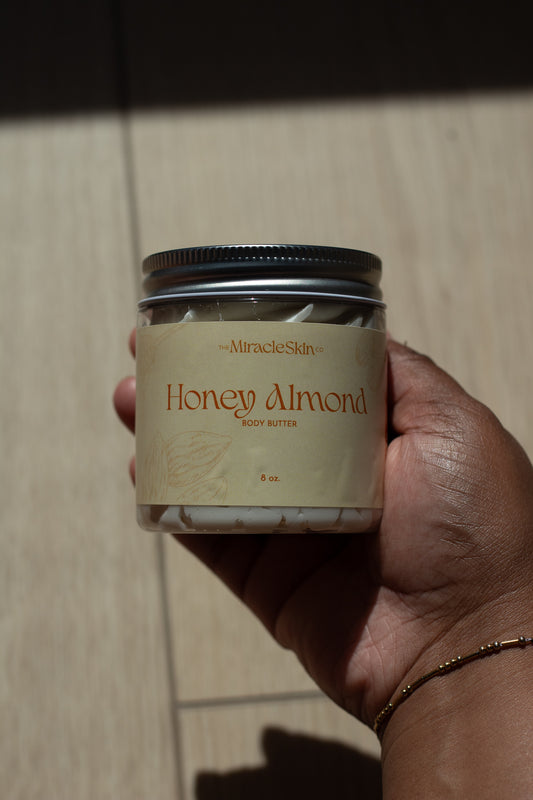 THE MiracleSkin CO
Honey Almond
BODY BUTTER
8 oz.